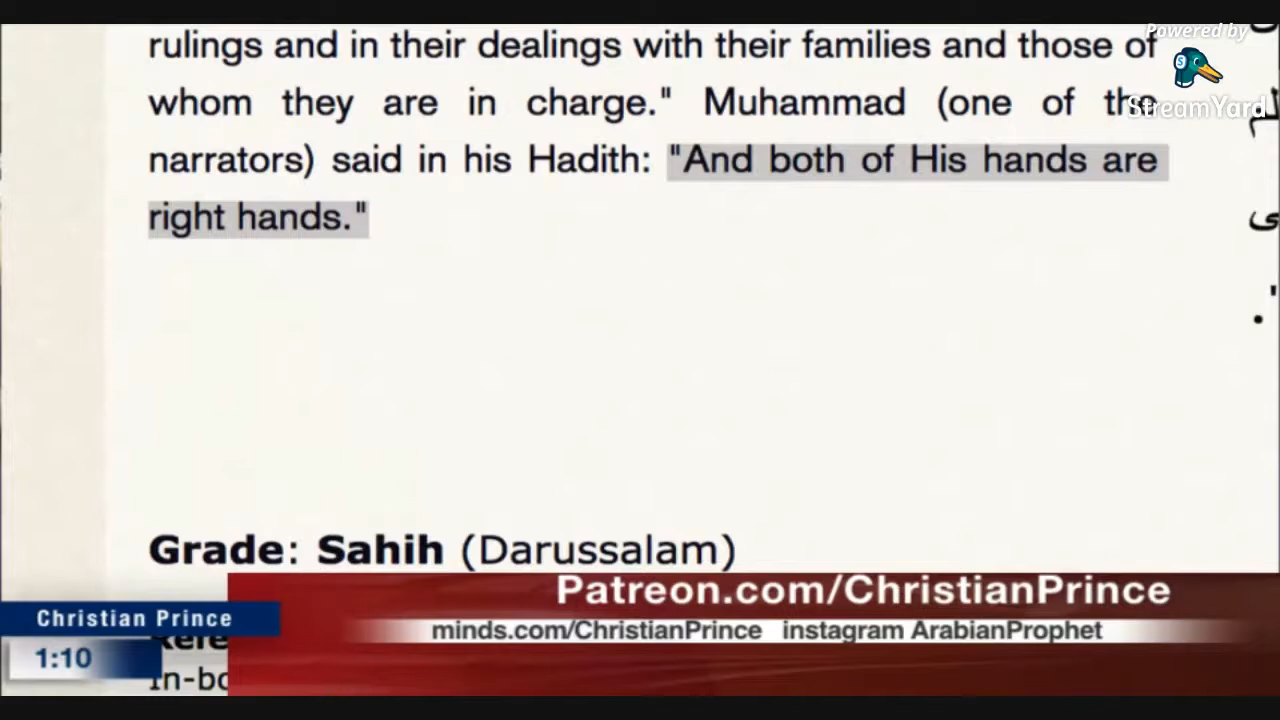 Powered by
StreamYard
rulings and in their dealings with their families and those of
whom they are in charge." Muhammad (one of the
narrators) said in his Hadith: "And both of His hands are
right hands."
Grade: Sahih (Darussalam)
Patreon.com/ChristianPrince
Christian Prince
minds.com/ChristianPrince instagram ArabianProphet
1:10